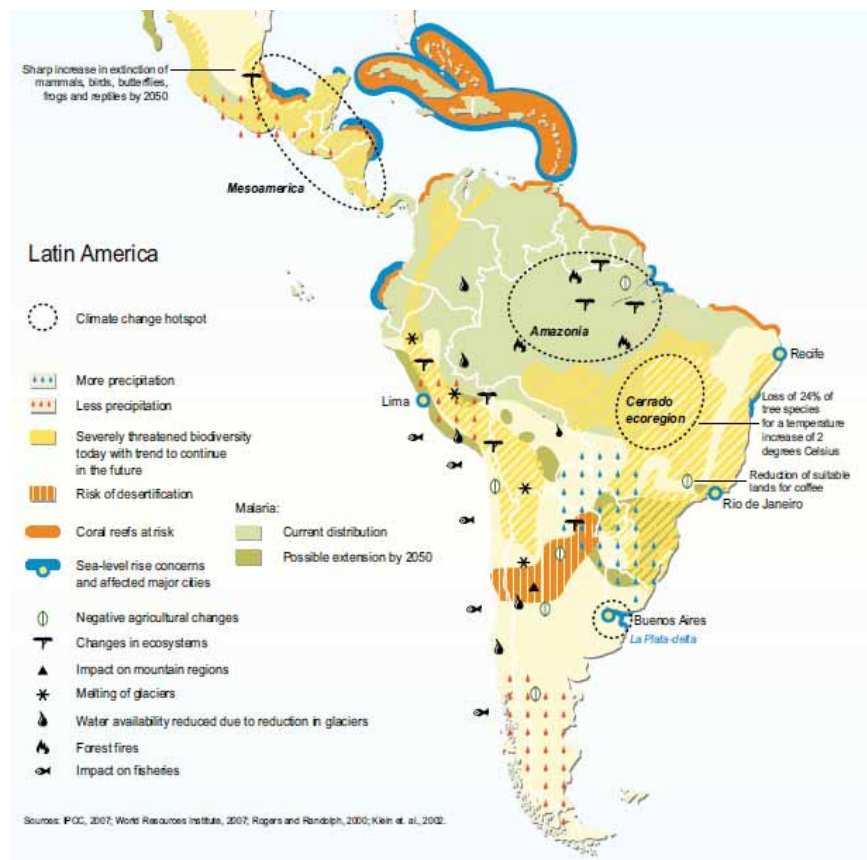 Sharp increase in extinction of
mammals, birds, butterflies,
frogs and reptiles by 2050
Mesoamerica
Latin America
Climate change hotspot
More precipitation
Less precipitation
Severely threatened biodiversity
today with trend to continue
in the future
Risk of desertification
Coral reefs at risk
Sea-level rise concerns
and affected major cities
Malaria:
Current distribution
Possible extension by 2050
Negative agricultural changes
Changes in ecosystems
Impact on mountain regions
Melting of glaciers
Water availability reduced due to reduction in glaciers
Forest fires
Impact on fisheries
Amazonia
Recife
Lima
Cerrado
ecoregion
Loss of 24% of
tree species
for a temperature
increase of 2
degrees Celsius
Reduction of suitable
lands for coffee
Rio de Janeiro
Buenos Aires
La Plata-delta
Sources: IPCC, 2007; World Resources Institute, 2007; Rogers and Randolph, 2000; Klein et. al., 2002.